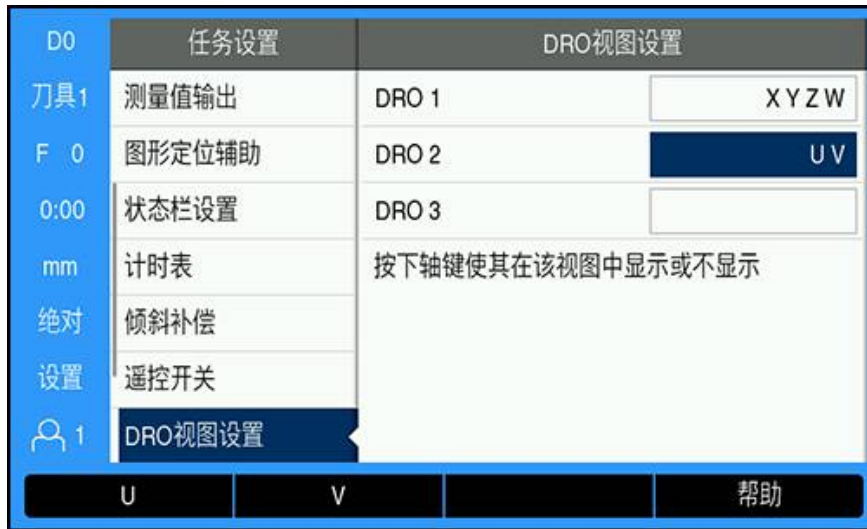 D0 任务设置 DRO视图设置
刀具1 测量值输出 DRO 1 X Y Z W
F 0 图形定位辅助 DRO 2 U V
0:00 状态栏设置 DRO 3
mm 计时表 按下轴键使其在该视图中显示或不显示
绝对 倾斜补偿
设置 遥控开关
1 DRO视图设置
U V 帮助